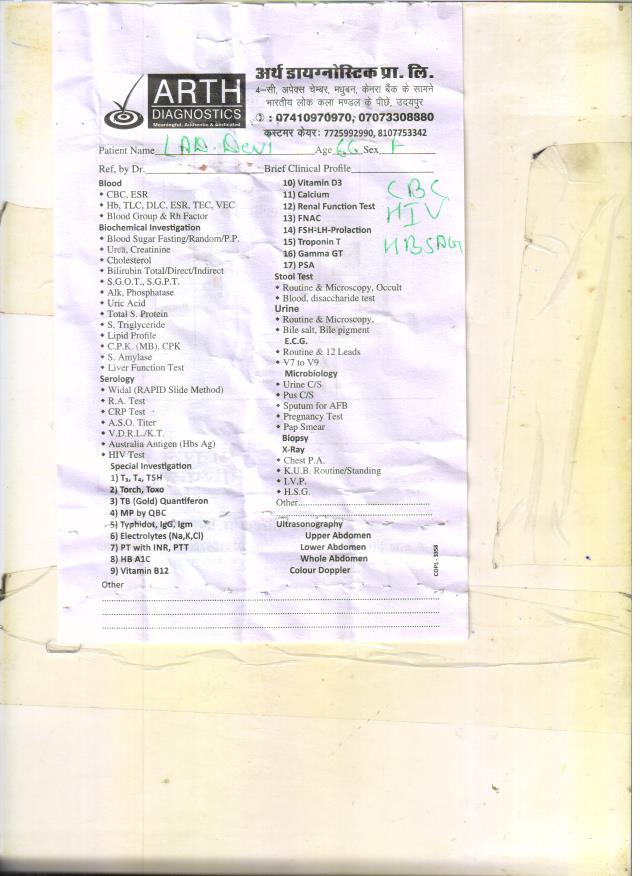 ARTH
DIAGNOSTICS
Meaningful, Authentic & Dedicated
अर्थ डायग्नोस्टिक प्रा. लि.
4–सी, अपेक्स चेम्बर, मधुबन, केनरा बैंक के सामने
भारतीय लोक कला मण्डल के पीछे, उदयपुर
: 07410970970, 07073308880
कस्टमर केयर: 7725992990, 8107753342
Patient Name LAD DEVI Age 66 Sex F
Ref, by Dr. Brief Clinical Profile
Blood
CBC, ESR
Hb, TLC, DLC, ESR, TEC, VEC
Blood Group & Rh Factor
Biochemical Investigation
Blood Sugar Fasting/Random/P.P.
Urea, Creatinine
Cholesterol
Bilirubin Total/Direct/Indirect
S.G.O.T., S.G.P.T.
Alk, Phosphatase
Uric Acid
Total S. Protein
S. Triglyceride
Lipid Profile
C.P.K. (MB), CPK
S. Amylase
Liver Function Test
Serology
Widal (RAPID Slide Method)
R.A. Test
CRP Test
A.S.O. Titer
V.D.R.L./K.T.
Australia Antigen (Hbs Ag)
HIV Test
Special Investigation
1) T₃, T₄, TSH
2) Torch, Toxo
3) TB (Gold) Quantiferon
4) MP by QBC
5) Typhidot, IgG, Igm
6) Electrolytes (Na,K,Cl)
7) PT with INR, PTT
8) HB A1C
9) Vitamin B12
Other
10) Vitamin D3
11) Calcium
12) Renal Function Test
13) FNAC
14) FSH-LH-Prolaction
15) Troponin T
16) Gamma GT
17) PSA
CBC
HIV
HBSAG
Stool Test
Routine & Microscopy, Occult
Blood, disaccharide test
Urine
Routine & Microscopy,
Bile salt, Bile pigment
E.C.G.
Routine & 12 Leads
V7 to V9
Microbiology
Urine C/S
Pus C/S
Sputum for AFB
Pregnancy Test
Pap Smear
Biopsy
X-Ray
Chest P.A.
K.U.B. Routine/Standing
I.V.P.
H.S.G.
Other
Ultrasonography
Upper Abdomen
Lower Abdomen
Whole Abdomen
Colour Doppler
COPL - 3358